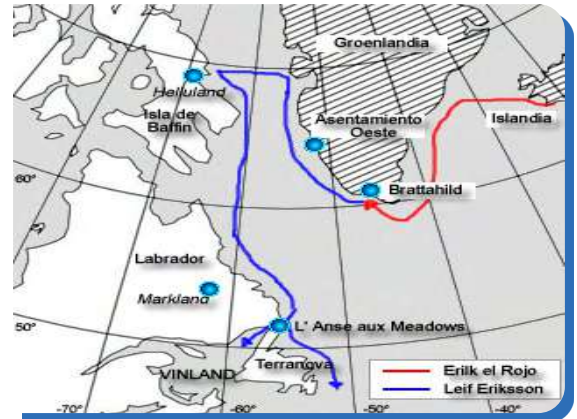 Groenlandia
Helluland
Isla de
Baffin
Asentamiento
Oeste
Islandia
60°
Brattahild
Labrador
Markland
50°
L' Anse aux Meadows
Terranova
VINLAND
-70°
-60
-50°
-40°
Erilk el Rojo
Leif Eriksson